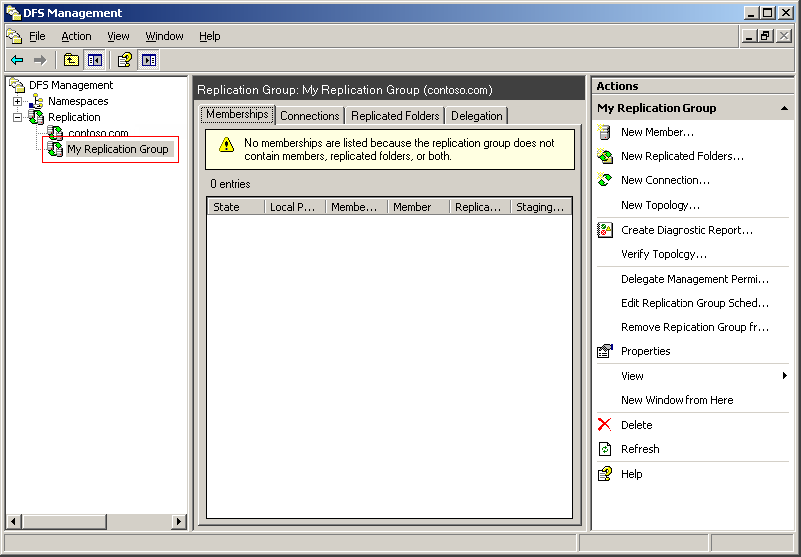 DFS Management
File Action View Window Help
DFS Management
Namespaces
Replication
contoso.com
My Replication Group
Replication Group: My Replication Group (contoso.com)
Memberships Connections Replicated Folders Delegation
No memberships are listed because the replication group does not
contain members, replicated folders, or both.
0 entries
State Local P... Membe... Member Replica... Staging...
Actions
My Replication Group
New Member...
New Replicated Folders...
New Connection...
New Topology...
Create Diagnostic Report...
Verify Topolcgy...
Delegate Management Permi...
Edit Replication Group Sched...
Remove Repication Group fr...
Properties
View
New Window from Here
Delete
Refresh
Help